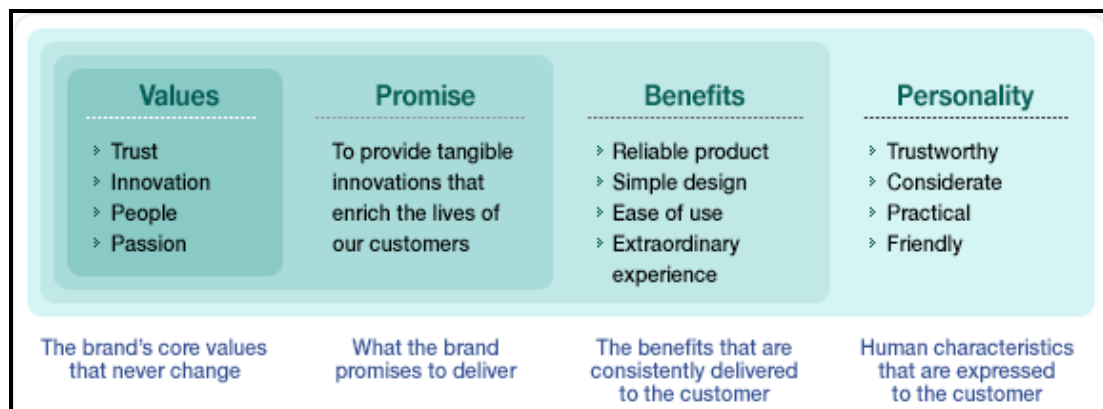 Values
Trust
Innovation
People
Passion
Promise
To provide tangible
innovations that
enrich the lives of
our customers
Benefits
Reliable product
Simple design
Ease of use
Extraordinary
experience
Personality
Trustworthy
Considerate
Practical
Friendly
The brand's core values
that never change
What the brand
promises to deliver
The benefits that are
consistently delivered
to the customer
Human characteristics
that are expressed
to the customer